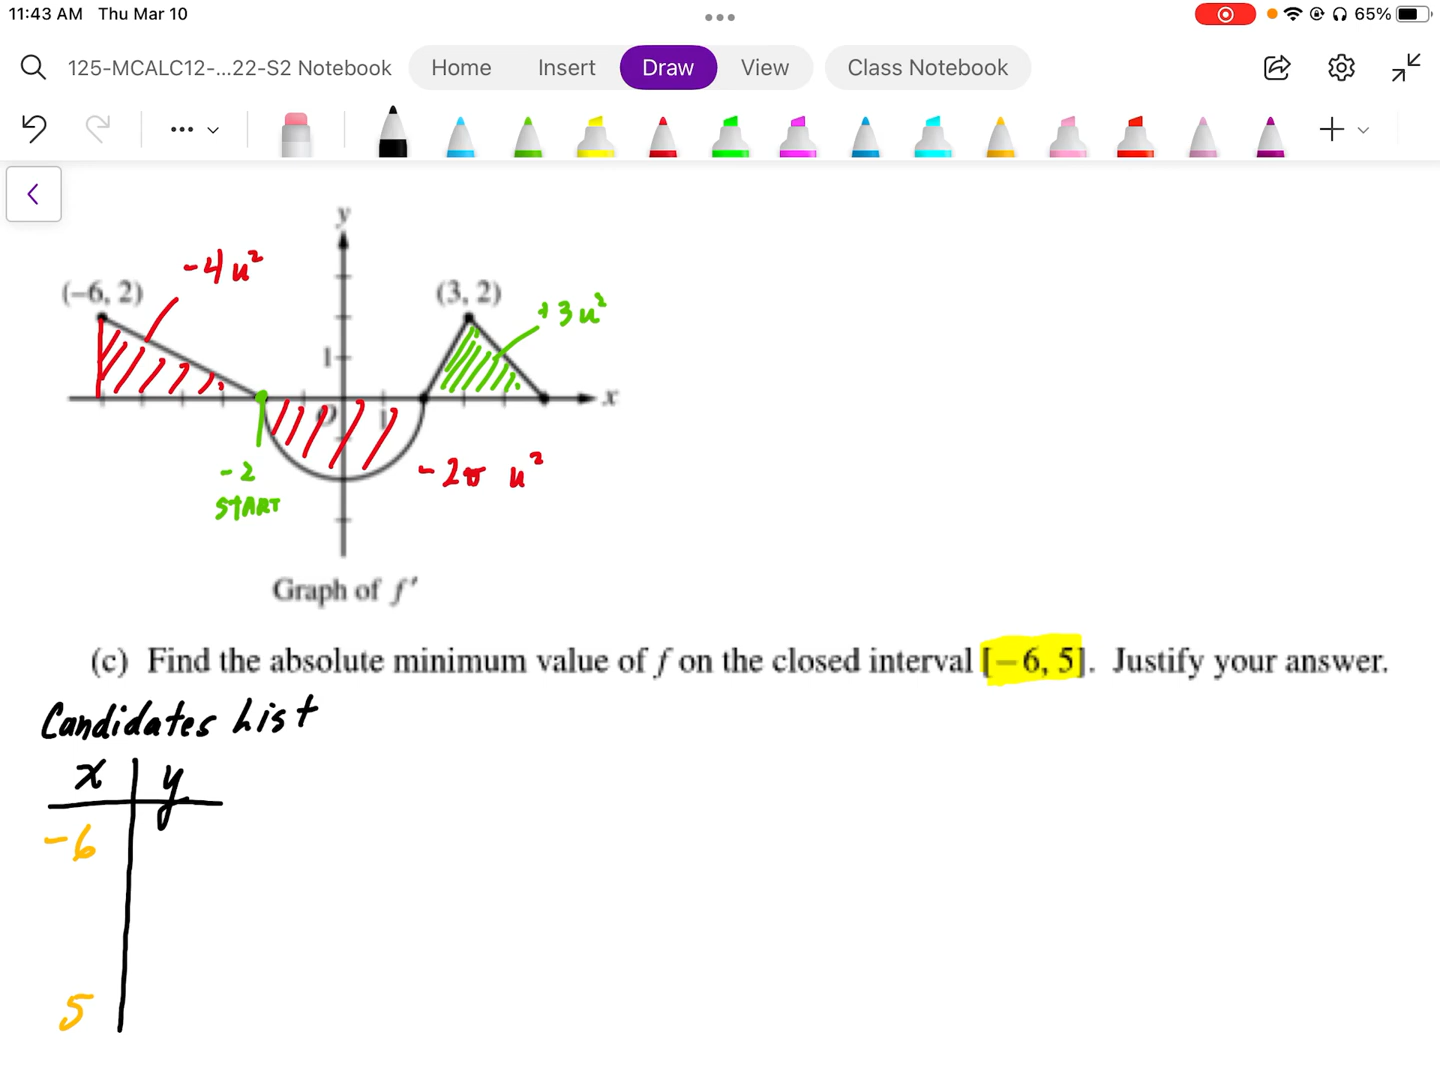 11:43 AM Thu Mar 10
65%
125-MCALC12-...22-S2 Notebook Home Insert Draw View Class Notebook
y
-4u²
(-6, 2)
(3, 2)
+3u²
1
x
O 1
-2
START
-2π u²
Graph of f'
(c) Find the absolute minimum value of f on the closed interval [-6, 5]. Justify your answer.
Candidates List
x y
-6
5